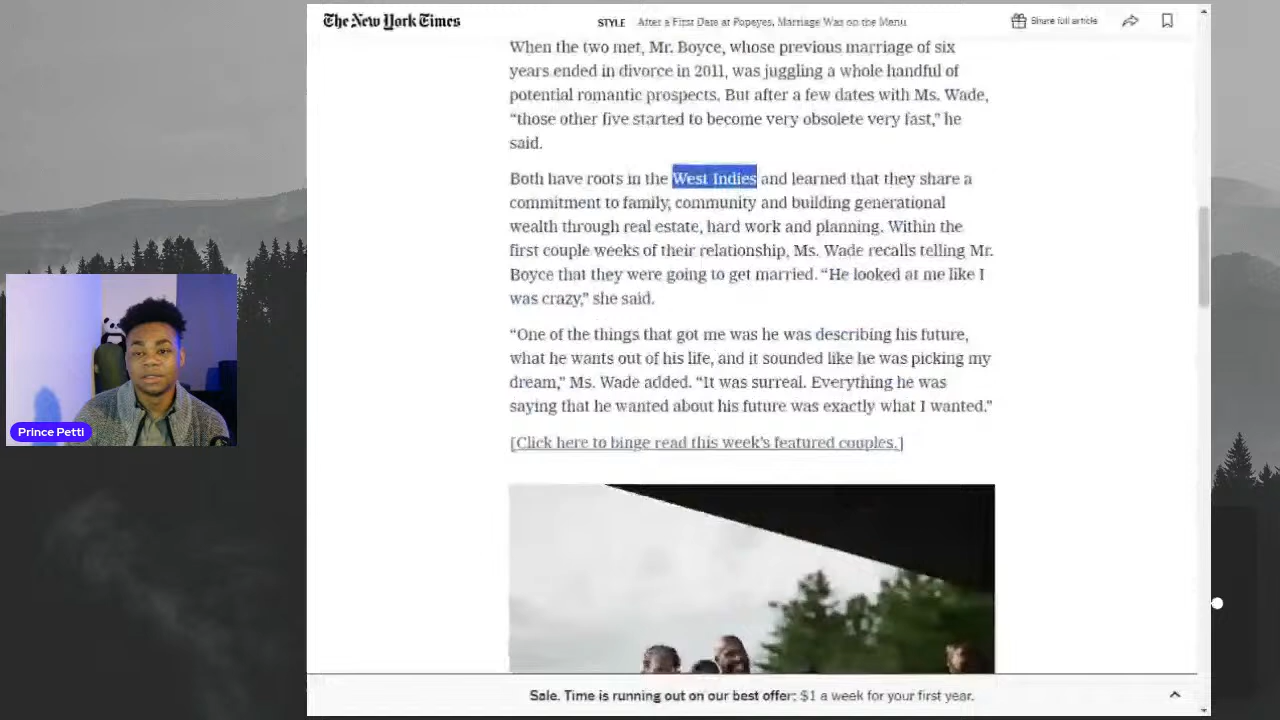 The New York Times
STYLE After a First Date at Popeyes, Marriage Was on the Menu
Share full article
When the two met, Mr. Boyce, whose previous marriage of six
years ended in divorce in 2011, was juggling a whole handful of
potential romantic prospects. But after a few dates with Ms. Wade,
“those other five started to become very obsolete very fast,” he
said.
Both have roots in the West Indies and learned that they share a
commitment to family, community and building generational
wealth through real estate, hard work and planning. Within the
first couple weeks of their relationship, Ms. Wade recalls telling Mr.
Boyce that they were going to get married. “He looked at me like I
was crazy,” she said.
“One of the things that got me was he was describing his future,
what he wants out of his life, and it sounded like he was picking my
dream,” Ms. Wade added. “It was surreal. Everything he was
saying that he wanted about his future was exactly what I wanted.”
[Click here to binge read this week’s featured couples.]
Prince Petti
Sale. Time is running out on our best offer: $1 a week for your first year.